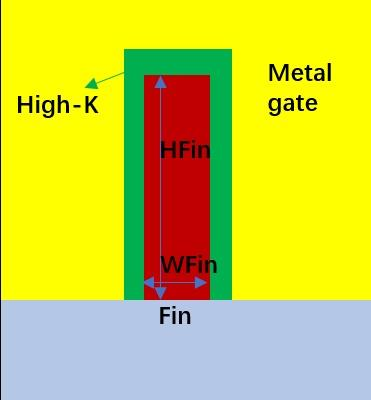 Metal
gate
High-K
HFin
WFin
Fin